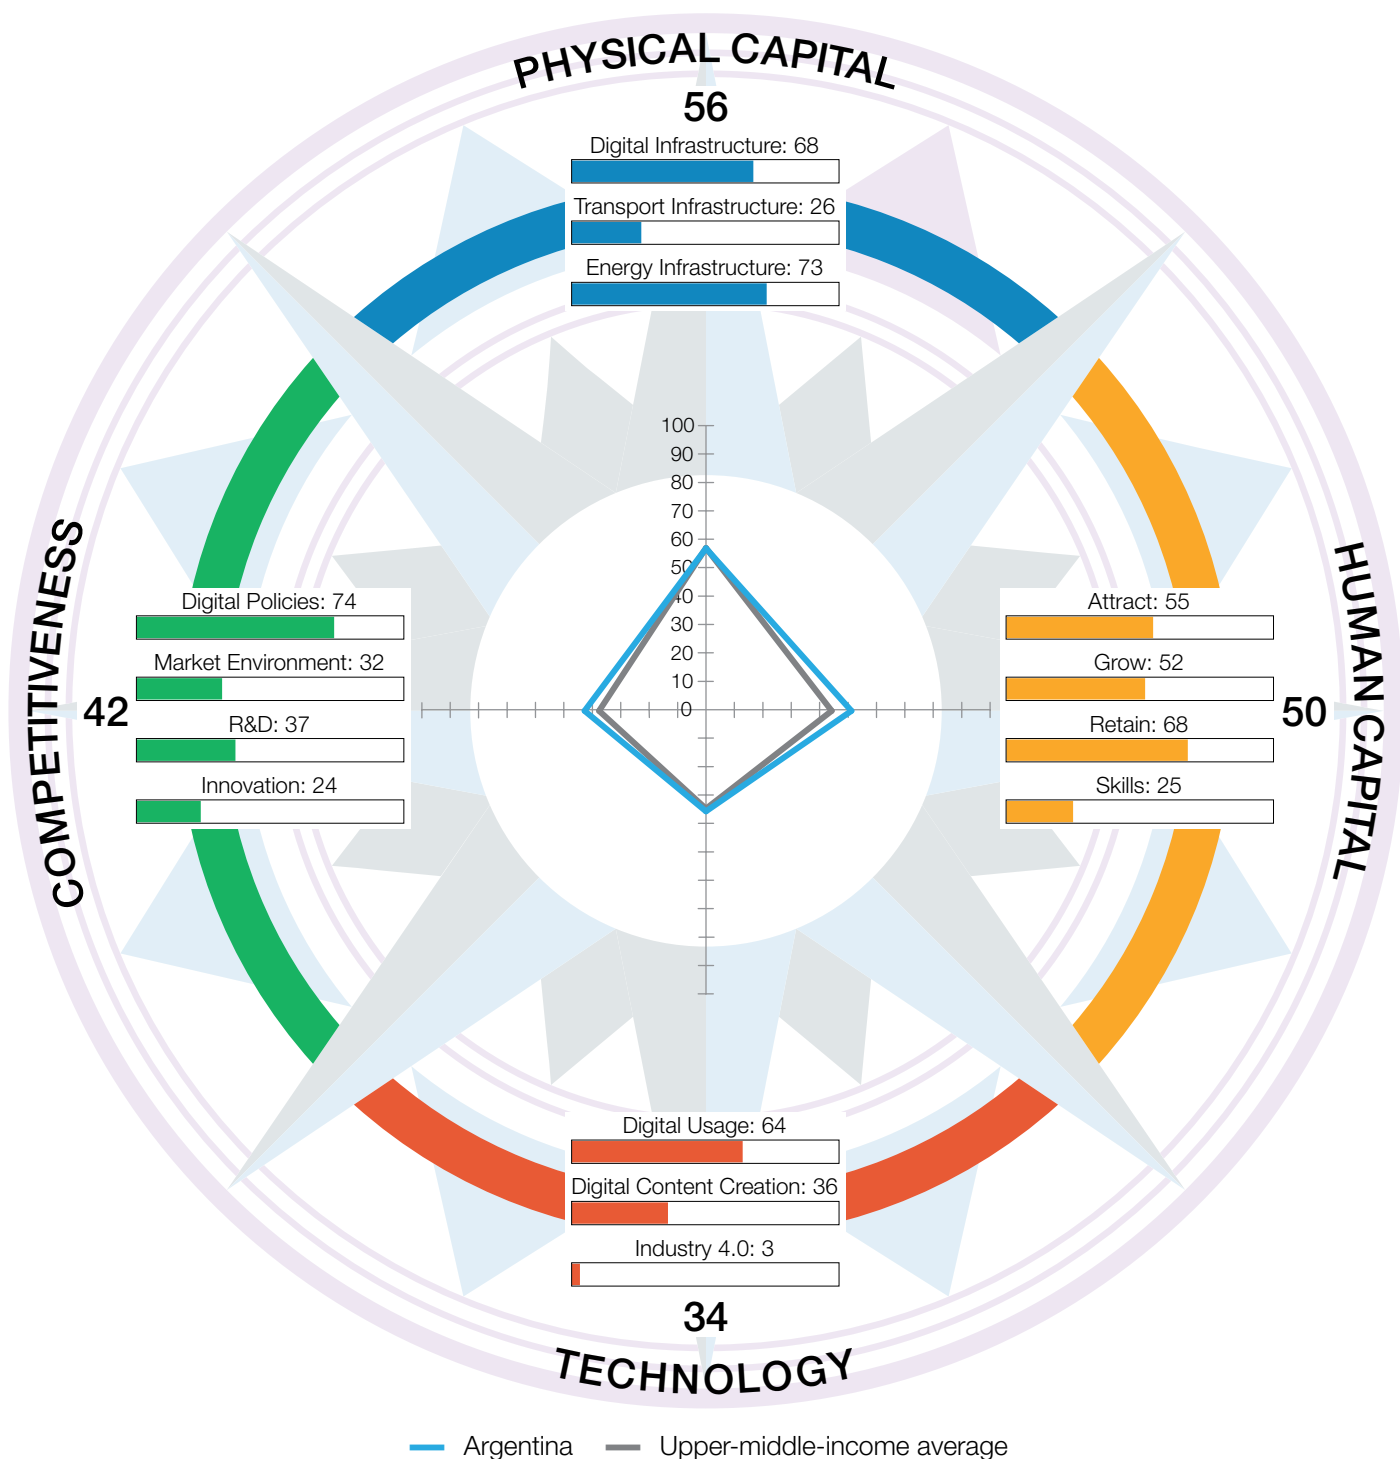 PHYSICAL CAPITAL
56
Digital Infrastructure: 68
Transport Infrastructure: 26
Energy Infrastructure: 73
100
90
80
70
60
50
40
30
20
10
0
COMPETITIVENESS
42
Digital Policies: 74
Market Environment: 32
R&D: 37
Innovation: 24
HUMAN CAPITAL
50
Attract: 55
Grow: 52
Retain: 68
Skills: 25
Digital Usage: 64
Digital Content Creation: 36
Industry 4.0: 3
34
TECHNOLOGY
Argentina
Upper-middle-income average